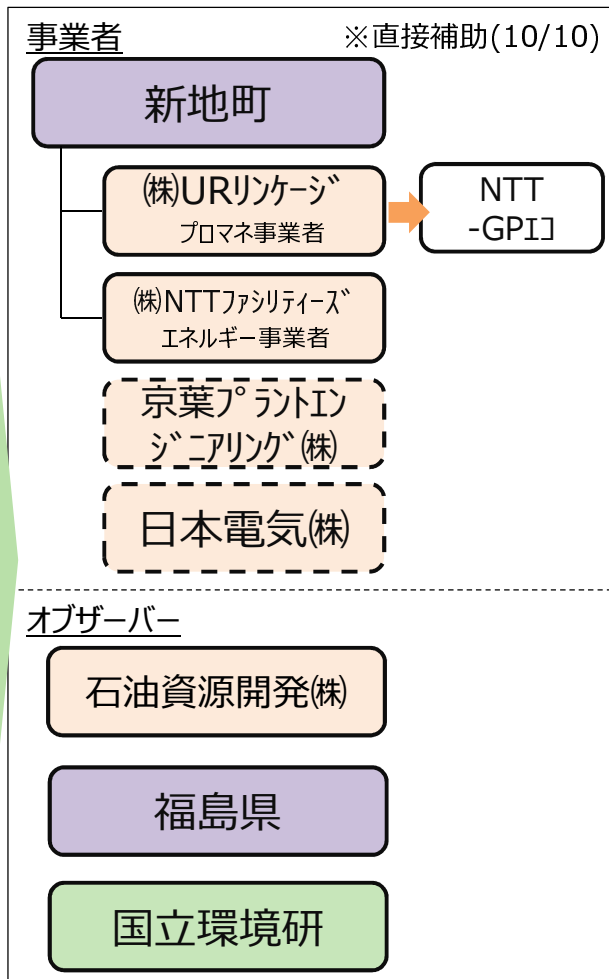 事業者 ※直接補助(10/10)
新地町
㈱URﾘﾝｹｰｼﾞ
プロマネ事業者
NTT
-GPｴｺ
㈱NTTﾌｧｼﾘﾃｨｰｽﾞ
エネルギー事業者
京葉ﾌﾟﾗﾝﾄｴﾝ
ｼﾞﾆｱﾘﾝｸﾞ㈱
日本電気㈱
オブザーバー
石油資源開発㈱
福島県
国立環境研